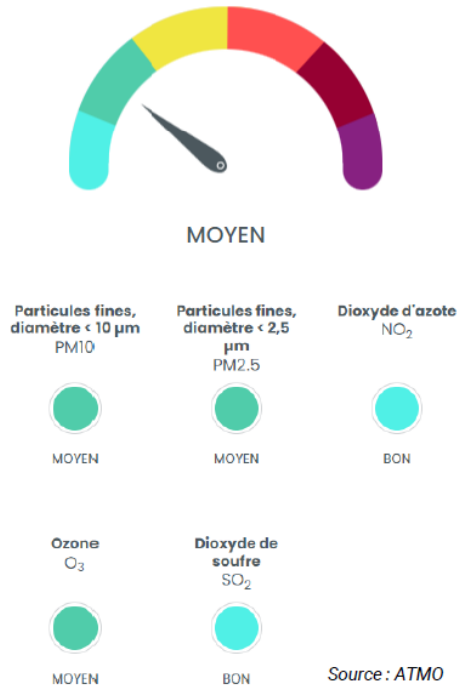 MOYEN
Particules fines,
diamètre < 10 µm
PM10
MOYEN
Particules fines,
diamètre < 2,5
µm
PM2.5
MOYEN
Dioxyde d'azote
NO₂
BON
Ozone
O₃
MOYEN
Dioxyde de
soufre
SO₂
BON
Source : ATMO